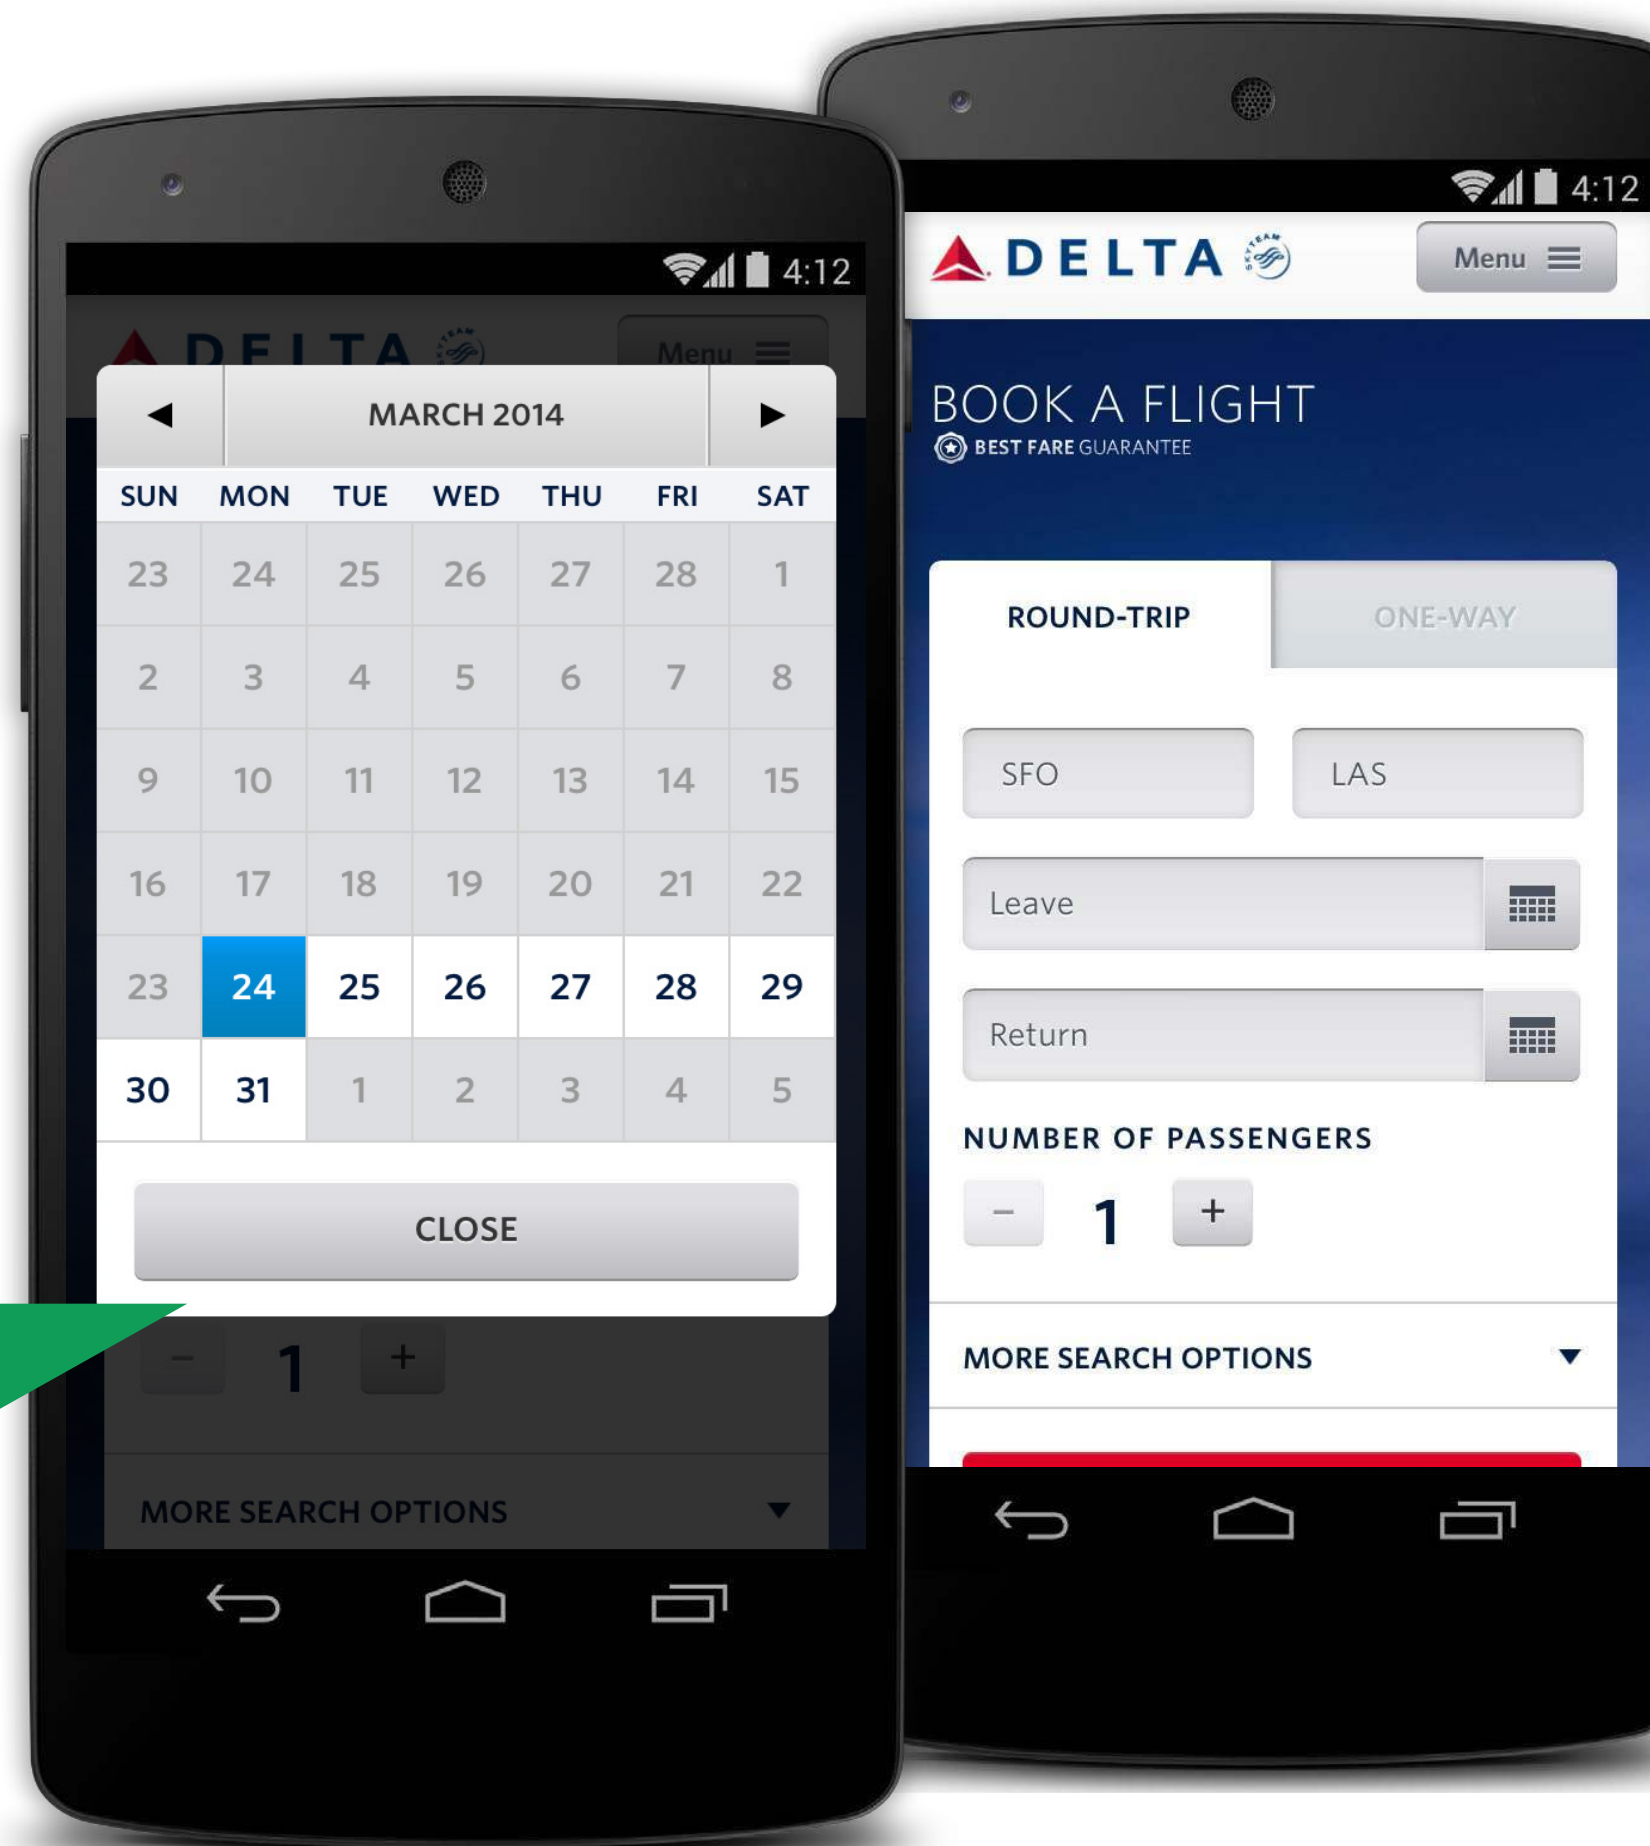 4:12
DELTA
Menu
MARCH 2014
SUN MON TUE WED THU FRI SAT
23 24 25 26 27 28 1
2 3 4 5 6 7 8
9 10 11 12 13 14 15
16 17 18 19 20 21 22
23 24 25 26 27 28 29
30 31 1 2 3 4 5
CLOSE
- 1 +
MORE SEARCH OPTIONS
4:12
DELTA SKYTEAM
Menu
BOOK A FLIGHT
BEST FARE GUARANTEE
ROUND-TRIP ONE-WAY
SFO LAS
Leave
Return
NUMBER OF PASSENGERS
- 1 +
MORE SEARCH OPTIONS